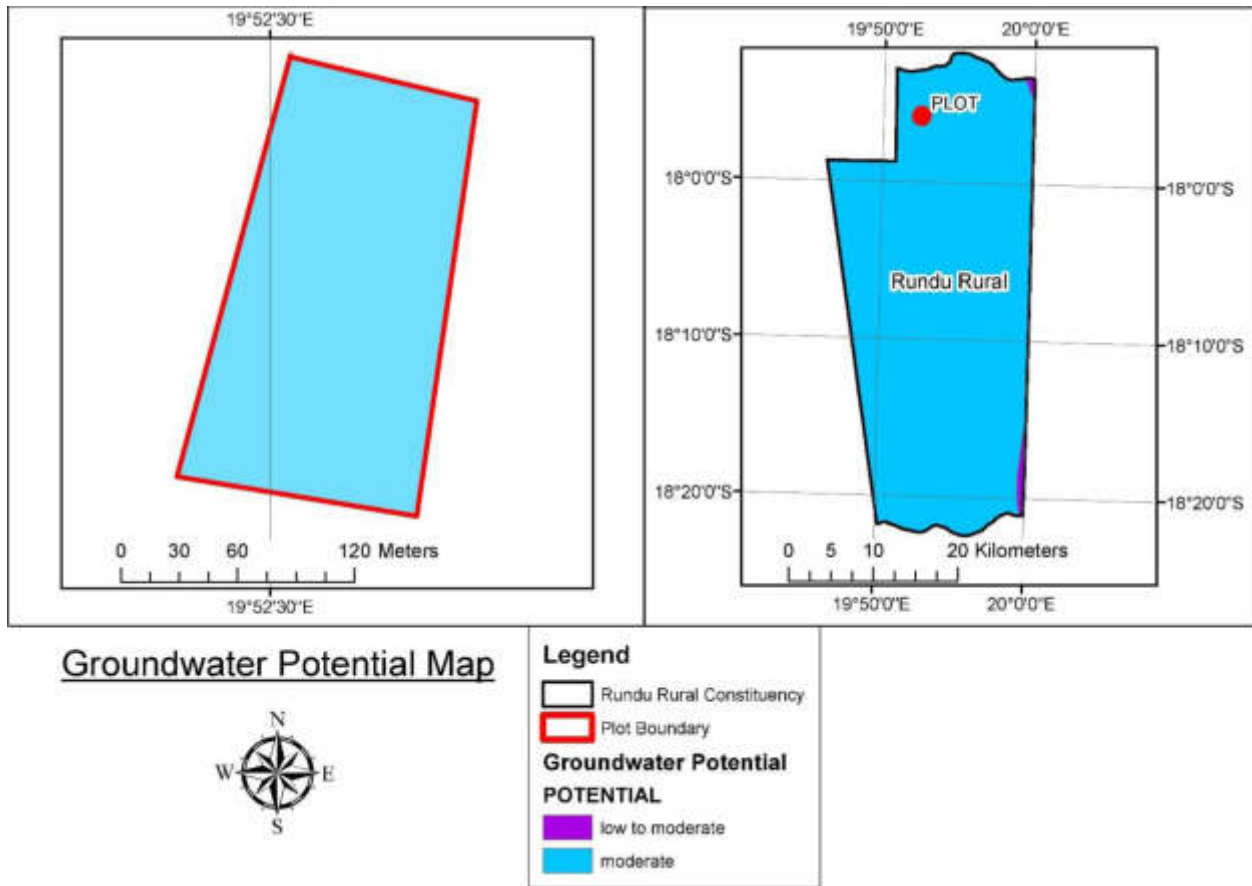 19°52'30"E
0 30 60 120 Meters
19°52'30"E
19°50'0"E 20°0'0"E
PLOT
18°0'0"S 18°0'0"S
Rundu Rural
18°10'0"S 18°10'0"S
18°20'0"S 18°20'0"S
0 5 10 20 Kilometers
19°50'0"E 20°0'0"E
Groundwater Potential Map
N
W E
S
Legend
Rundu Rural Constituency
Plot Boundary
Groundwater Potential
POTENTIAL
low to moderate
moderate